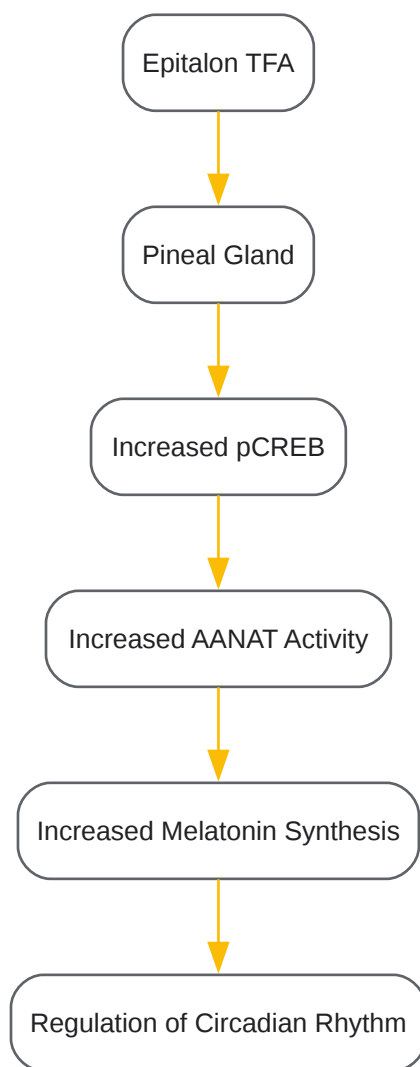 Epitalon TFA
Pineal Gland
Increased pCREB
Increased AANAT Activity
Increased Melatonin Synthesis
Regulation of Circadian Rhythm